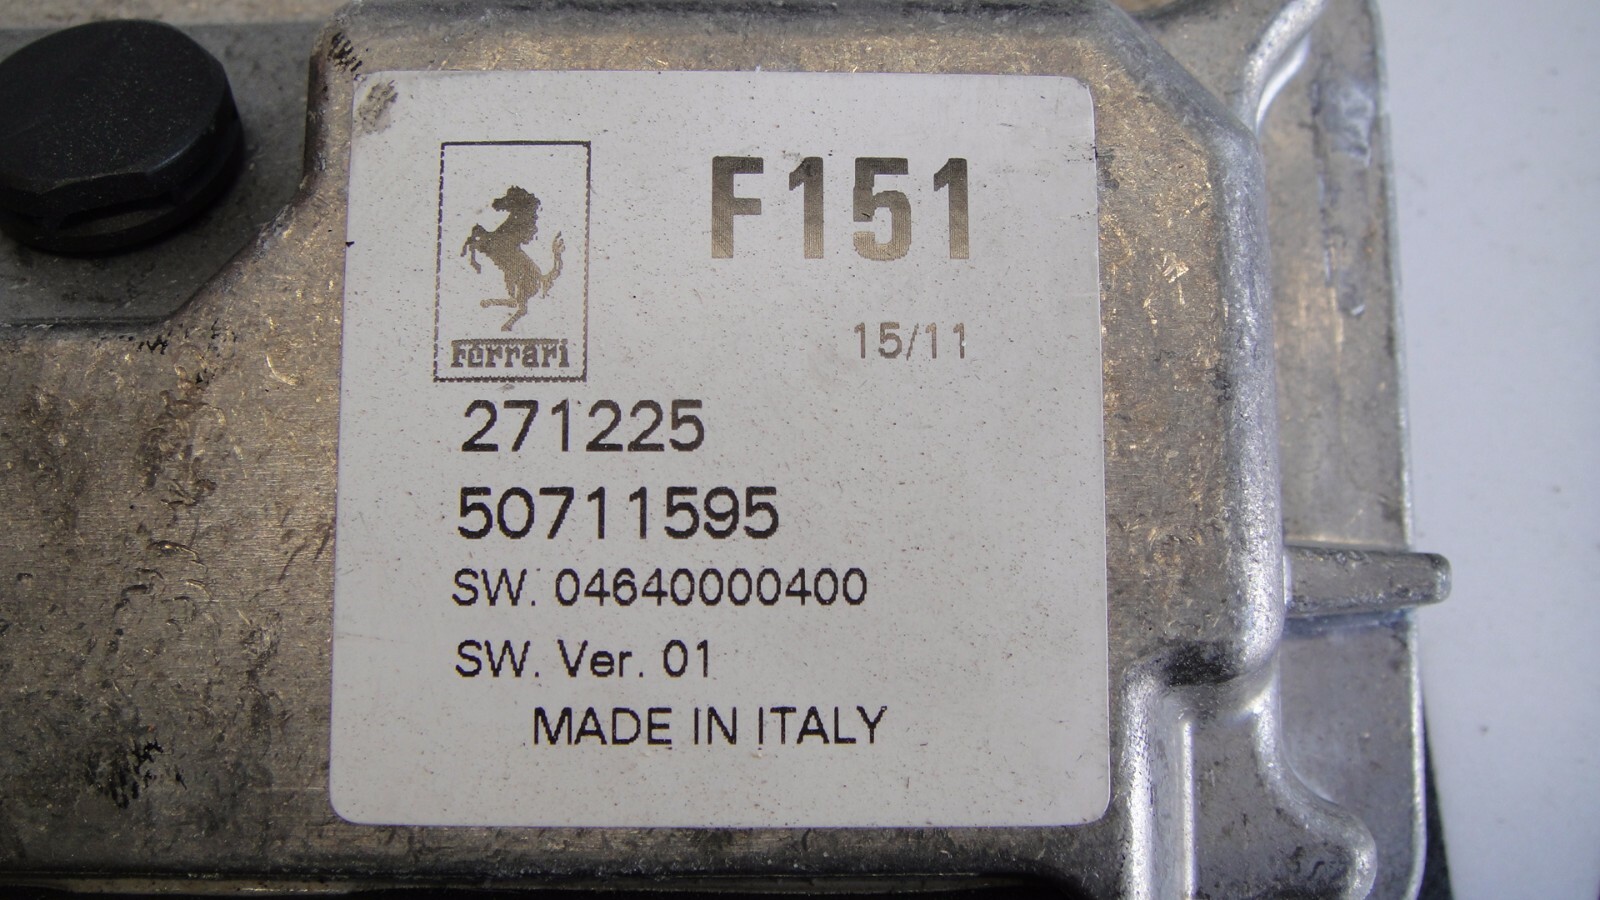 F151
15/11
Ferrari
271225
50711595
SW. 04640000400
SW. Ver. 01
MADE IN ITALY